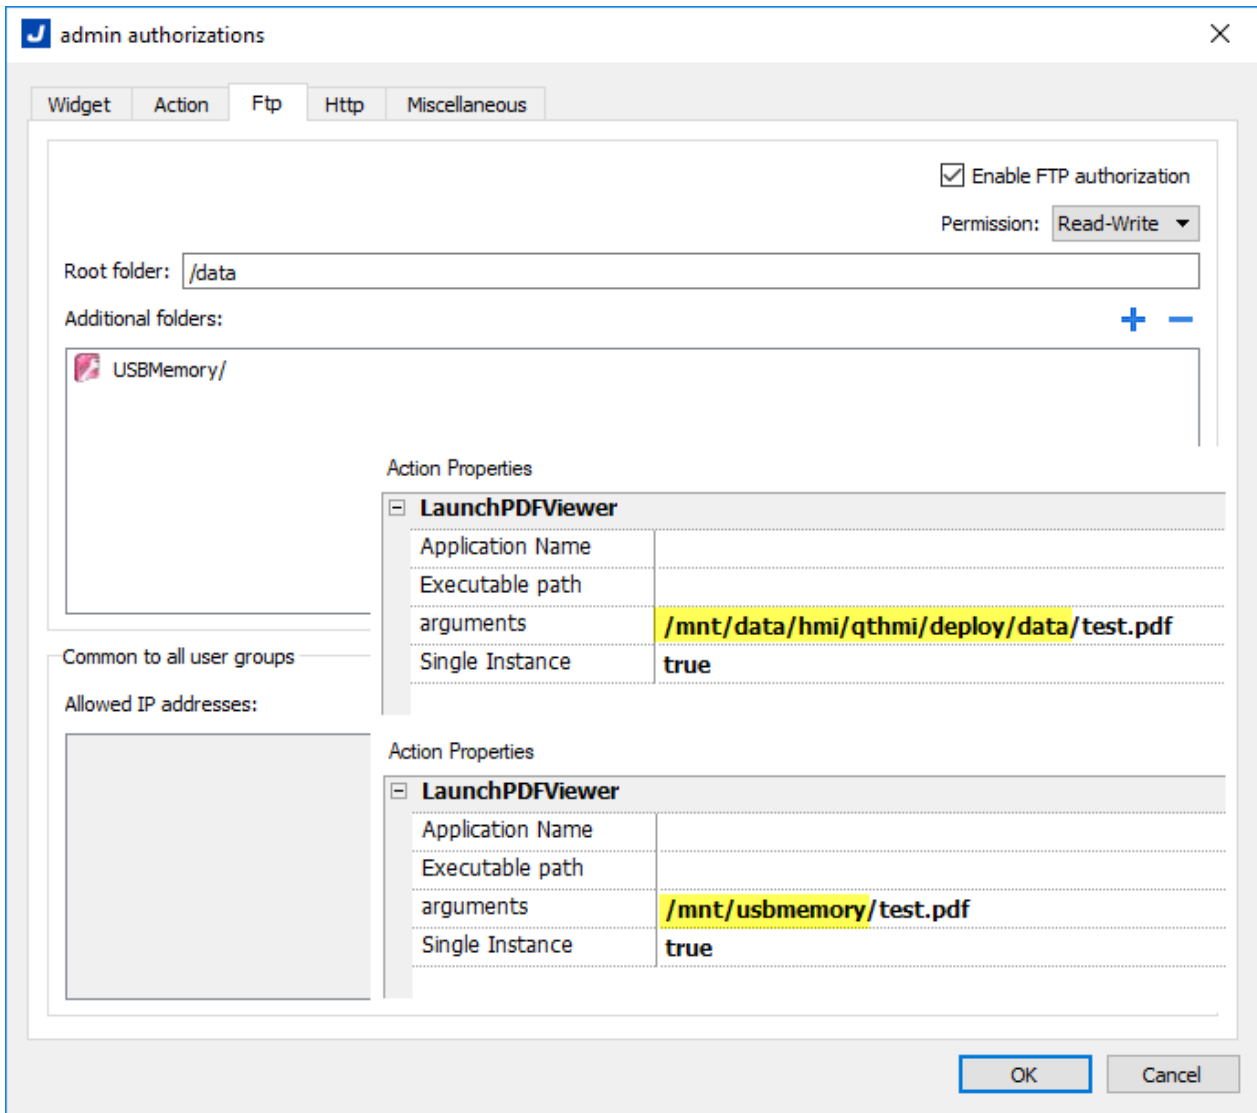 admin authorizations
Widget Action Ftp Http Miscellaneous
Enable FTP authorization
Permission: Read-Write
Root folder: /data
Additional folders:
USBMemory/
Action Properties
LaunchPDFViewer
Application Name
Executable path
arguments /mnt/data/hmi/qthmi/deploy/data/test.pdf
Single Instance true
Common to all user groups
Allowed IP addresses:
Action Properties
LaunchPDFViewer
Application Name
Executable path
arguments /mnt/usbmemory/test.pdf
Single Instance true
OK Cancel